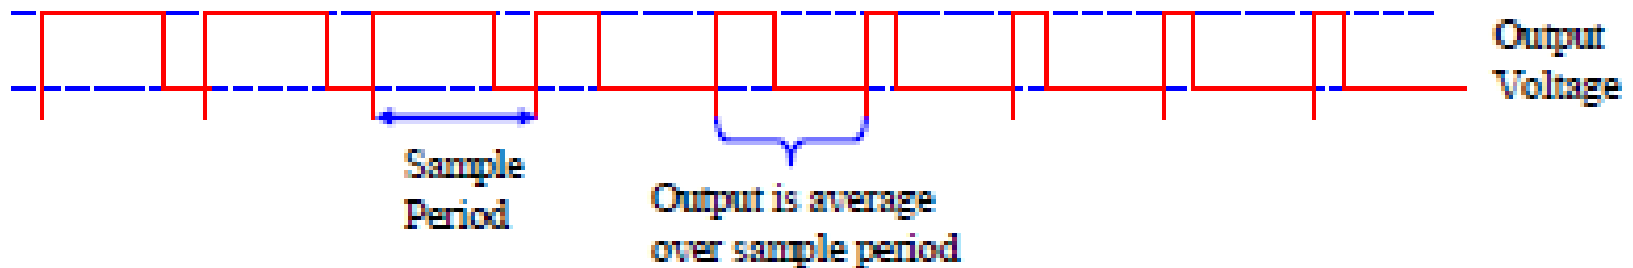 Output
Voltage
Sample
Period
Output is average
over sample period